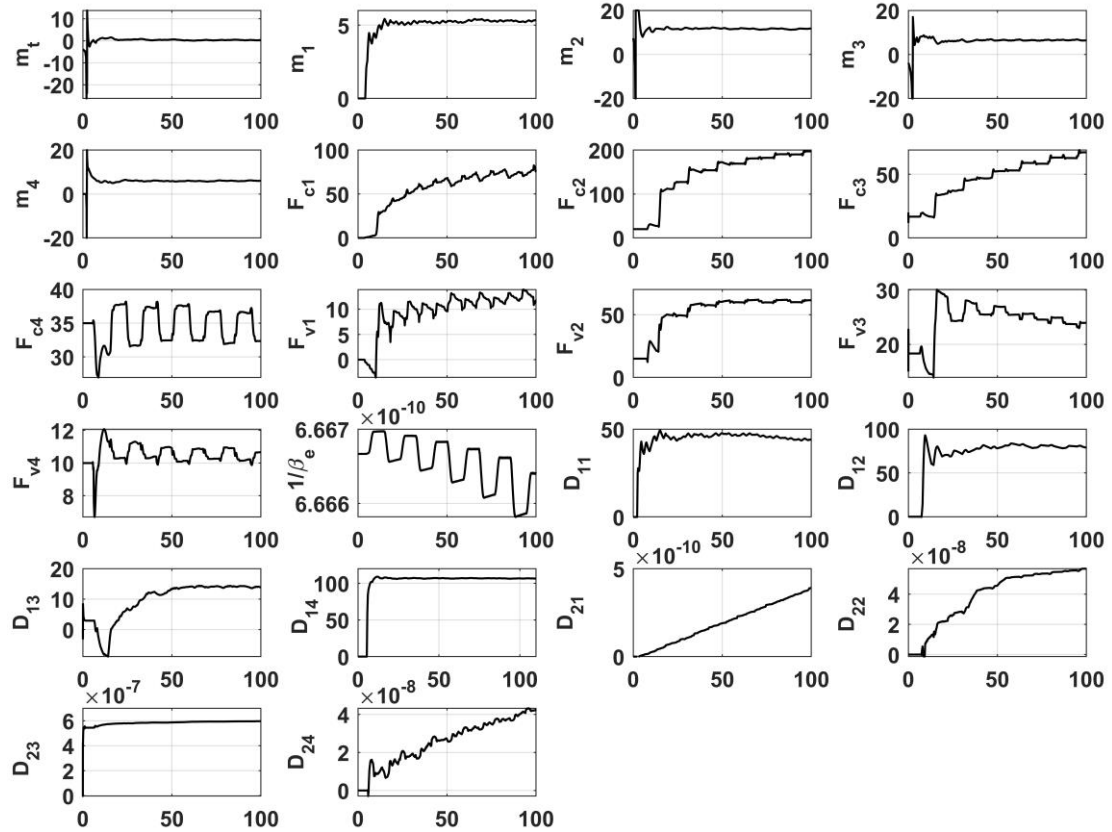 20
0
-20
m_t
0 50 100
5
0
m_1
0 50 100
20
0
-20
m_2
0 50 100
20
0
-20
m_3
0 50 100
20
0
-20
m_4
0 50 100
100
50
0
F_c1
0 50 100
200
100
0
F_c2
0 50 100
50
0
F_c3
0 50 100
40
35
30
F_c4
0 50 100
10
5
0
F_v1
0 50 100
50
0
F_v2
0 50 100
30
20
F_v3
0 50 100
12
10
8
F_v4
0 50 100
×10^-10
6.667
6.666
1/β_e
0 50 100
50
0
D_11
0 50 100
100
50
0
D_12
0 50 100
20
10
0
D_13
0 50 100
100
50
0
D_14
0 50 100
×10^-10
5
0
D_21
0 50 100
×10^-8
4
2
0
D_22
0 50 100
×10^-7
6
4
2
0
D_23
0 50 100
×10^-8
4
2
0
D_24
0 50 100